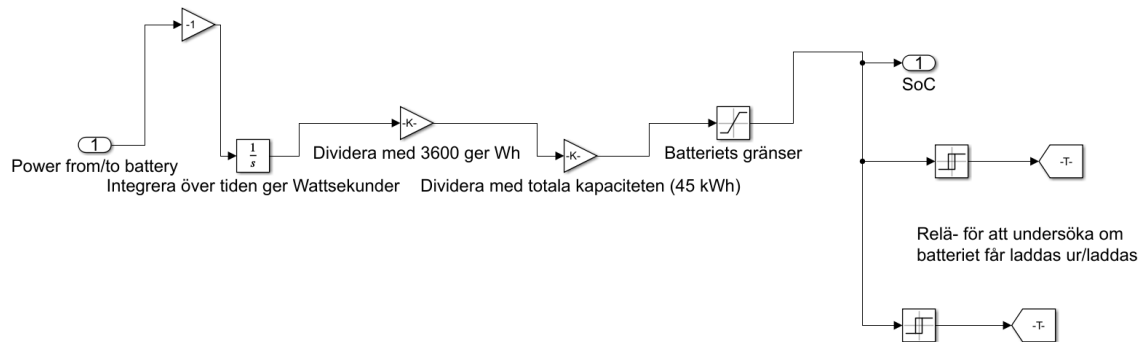 -1
1
Power from/to battery
1
s
Integrera över tiden ger Wattsekunder
-K-
Dividera med 3600 ger Wh
-K-
Dividera med totala kapaciteten (45 kWh)
Batteriets gränser
1
SoC
-T-
Relä- för att undersöka om
batteriet får laddas ur/laddas
-T-